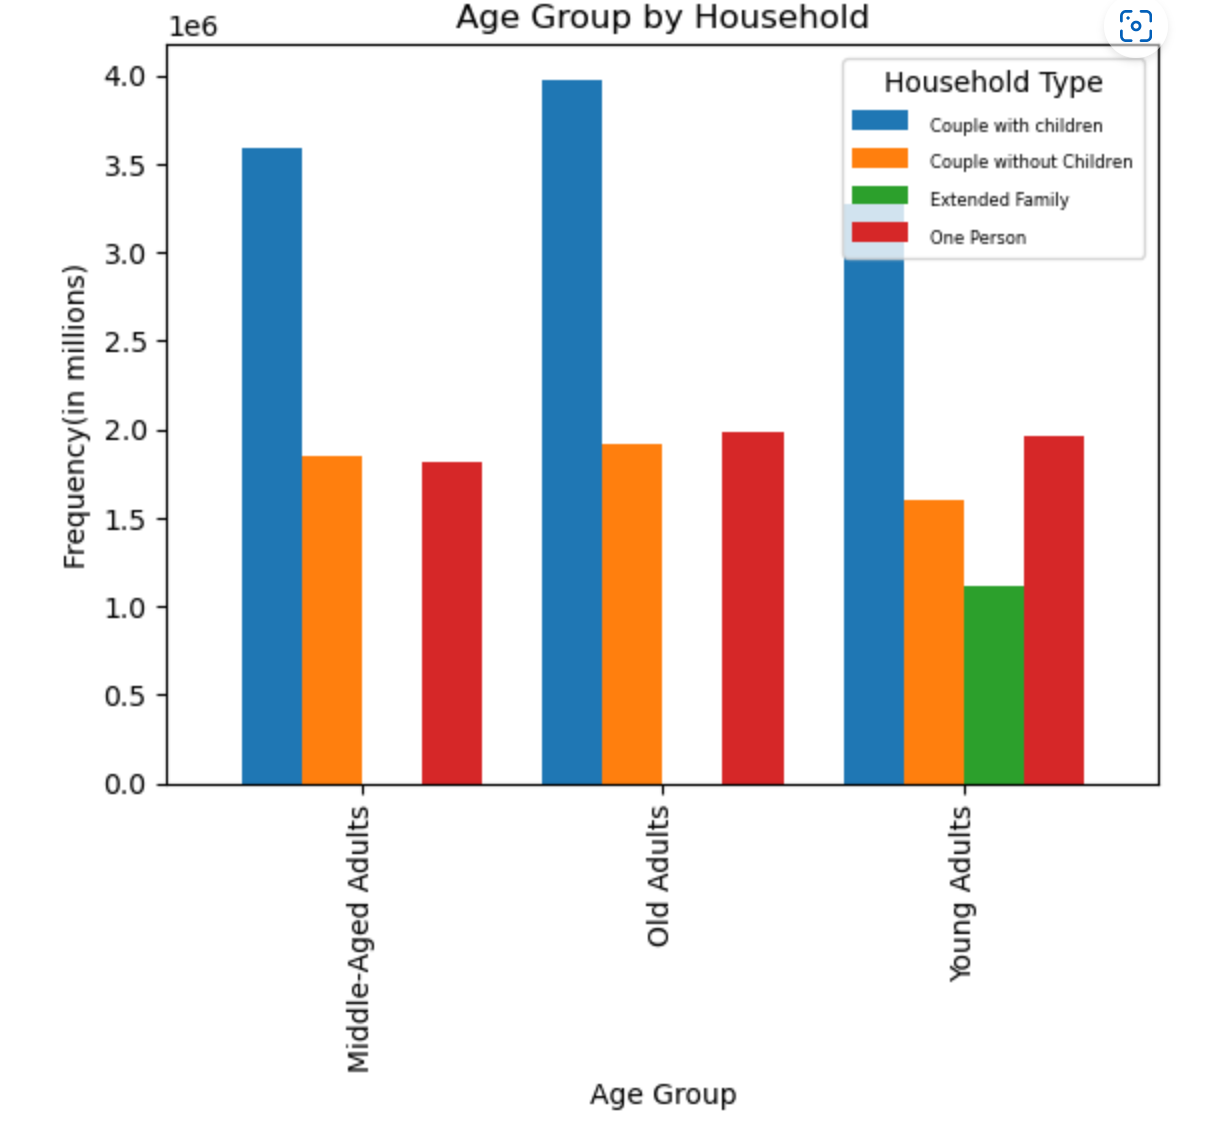 Age Group by Household
1e6
4.0
3.5
3.0
2.5
2.0
1.5
1.0
0.5
0.0
Frequency(in millions)
Household Type
Couple with children
Couple without Children
Extended Family
One Person
Middle-Aged Adults
Old Adults
Young Adults
Age Group